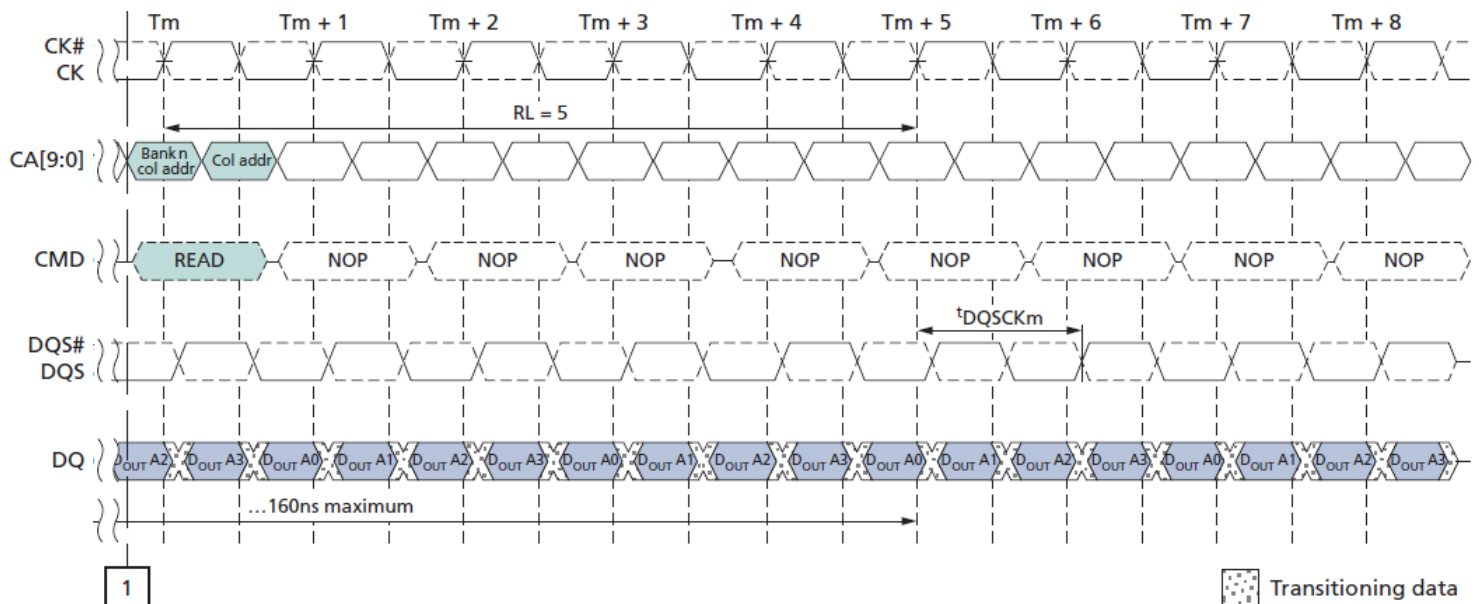 Tm Tm + 1 Tm + 2 Tm + 3 Tm + 4 Tm + 5 Tm + 6 Tm + 7 Tm + 8
CK#
CK
RL = 5
CA[9:0] Bank n col addr Col addr
CMD READ NOP NOP NOP NOP NOP NOP NOP NOP
tDQSCKm
DQS#
DQS
DQ DOUT A2 DOUT A3 DOUT A0 DOUT A1 DOUT A2 DOUT A3 DOUT A0 DOUT A1 DOUT A2 DOUT A3 DOUT A0 DOUT A1 DOUT A2 DOUT A3 DOUT A0 DOUT A1 DOUT A2 DOUT A3
…160ns maximum
1
Transitioning data